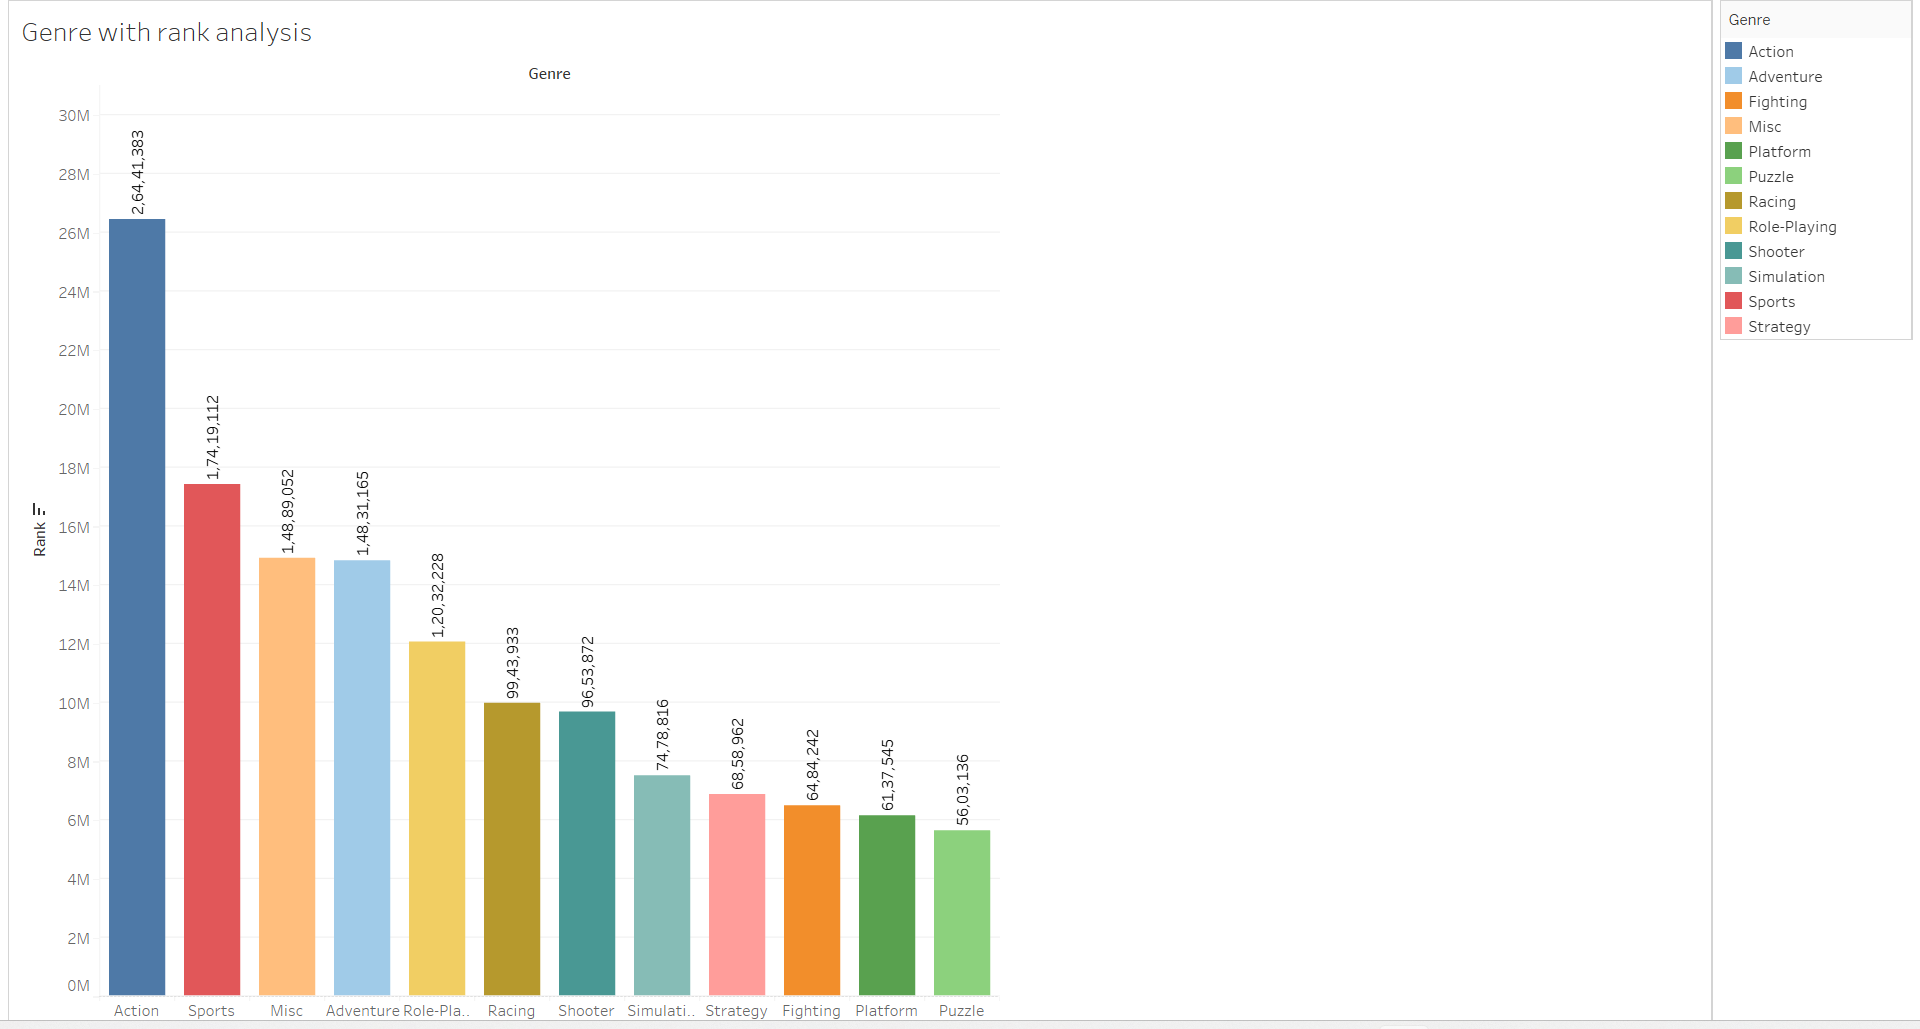 Genre with rank analysis
Genre
30M
28M
26M
24M
22M
20M
18M
16M
14M
12M
10M
8M
6M
4M
2M
0M
Rank
2,64,41,383
1,74,19,112
1,48,89,052
1,48,31,165
1,20,32,228
99,43,933
96,53,872
74,78,816
68,58,962
64,84,242
61,37,545
56,03,136
Action
Sports
Misc
Adventure
Role-Pla..
Racing
Shooter
Simulati..
Strategy
Fighting
Platform
Puzzle
Genre
Action
Adventure
Fighting
Misc
Platform
Puzzle
Racing
Role-Playing
Shooter
Simulation
Sports
Strategy